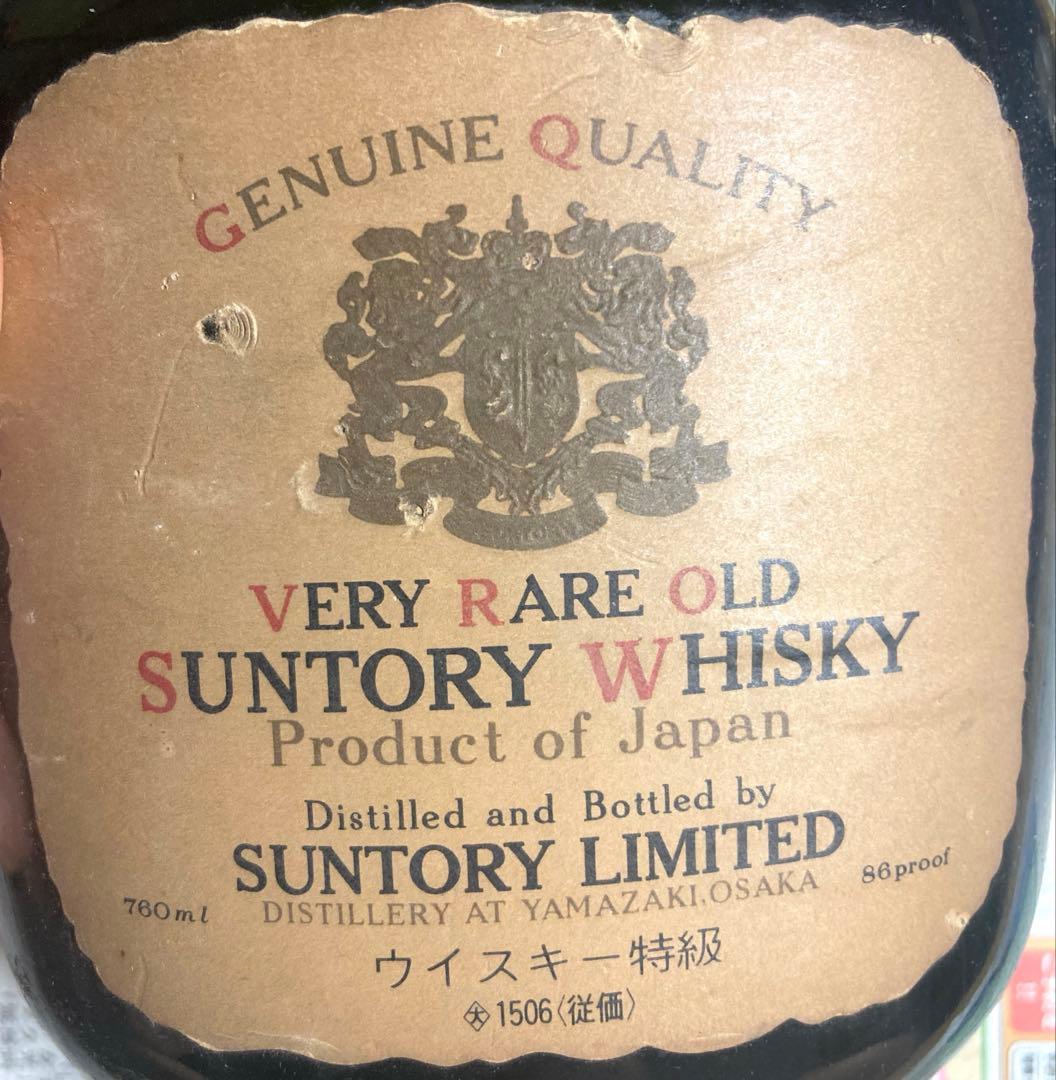 GENUINE QUALITY
VERY RARE OLD
SUNTORY WHISKY
Product of Japan
Distilled and Bottled by
SUNTORY LIMITED
760ml
DISTILLERY AT YAMAZAKI, OSAKA
86proof
ウイスキー特級
大 1506〈従価〉